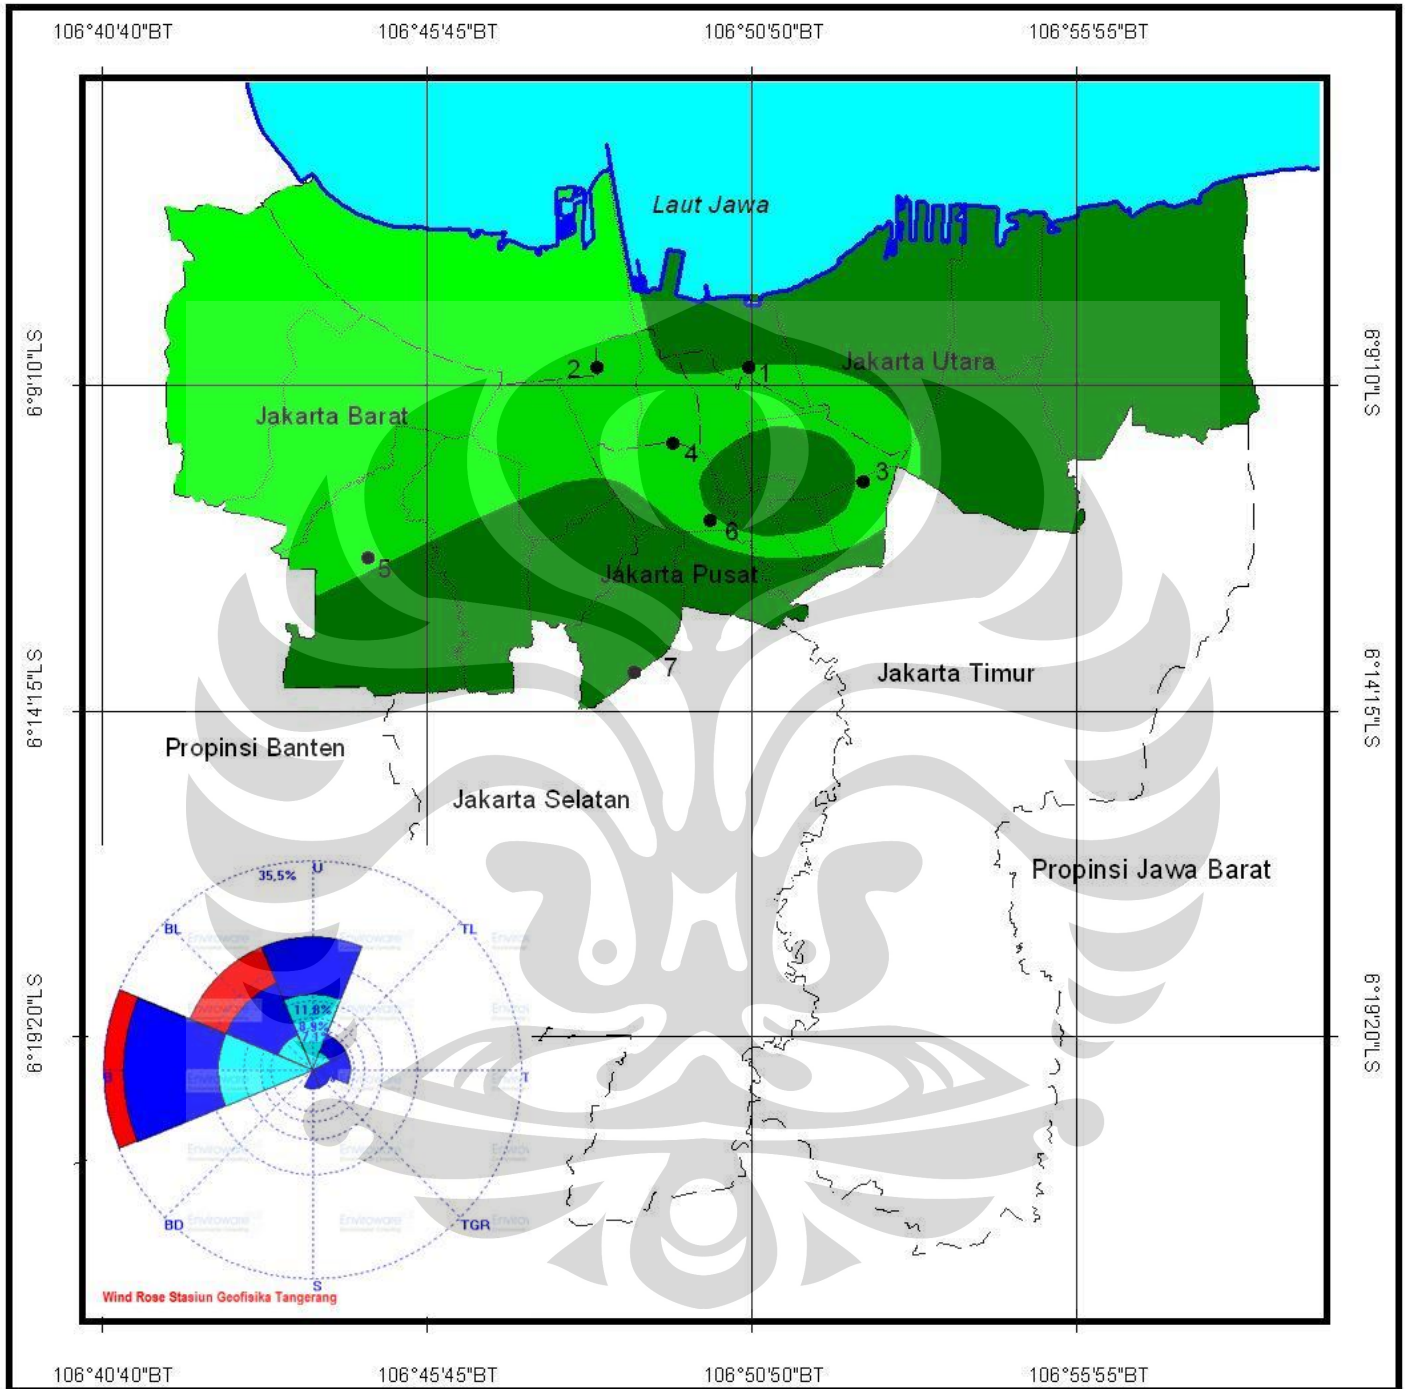 106°40'40"BT 106°45'45"BT 106°50'50"BT 106°55'55"BT
Laut Jawa
6°9'10"LS
6°9'10"LS
2
1
Jakarta Utara
Jakarta Barat
4
3
6
5
Jakarta Pusat
7
6°14'15"LS
6°14'15"LS
Jakarta Timur
Propinsi Banten
Jakarta Selatan
Propinsi Jawa Barat
U
35,5%
BL
TL
Enviroware
Enviroware
6°19'20"LS
6°19'20"LS
11,8%
8,9%
B
T
BD
TGR
S
Wind Rose Stasiun Geofisika Tangerang
106°40'40"BT 106°45'45"BT 106°50'50"BT 106°55'55"BT